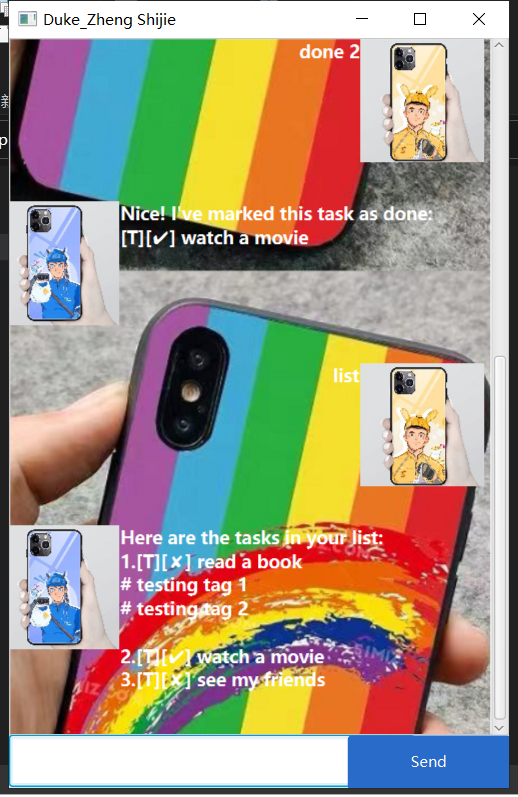 Duke_Zheng Shijie
done 2
Nice! I've marked this task as done:
[T][✔] watch a movie
list
Here are the tasks in your list:
1.[T][✘] read a book
# testing tag 1
# testing tag 2
2.[T][✔] watch a movie
3.[T][✘] see my friends
Send